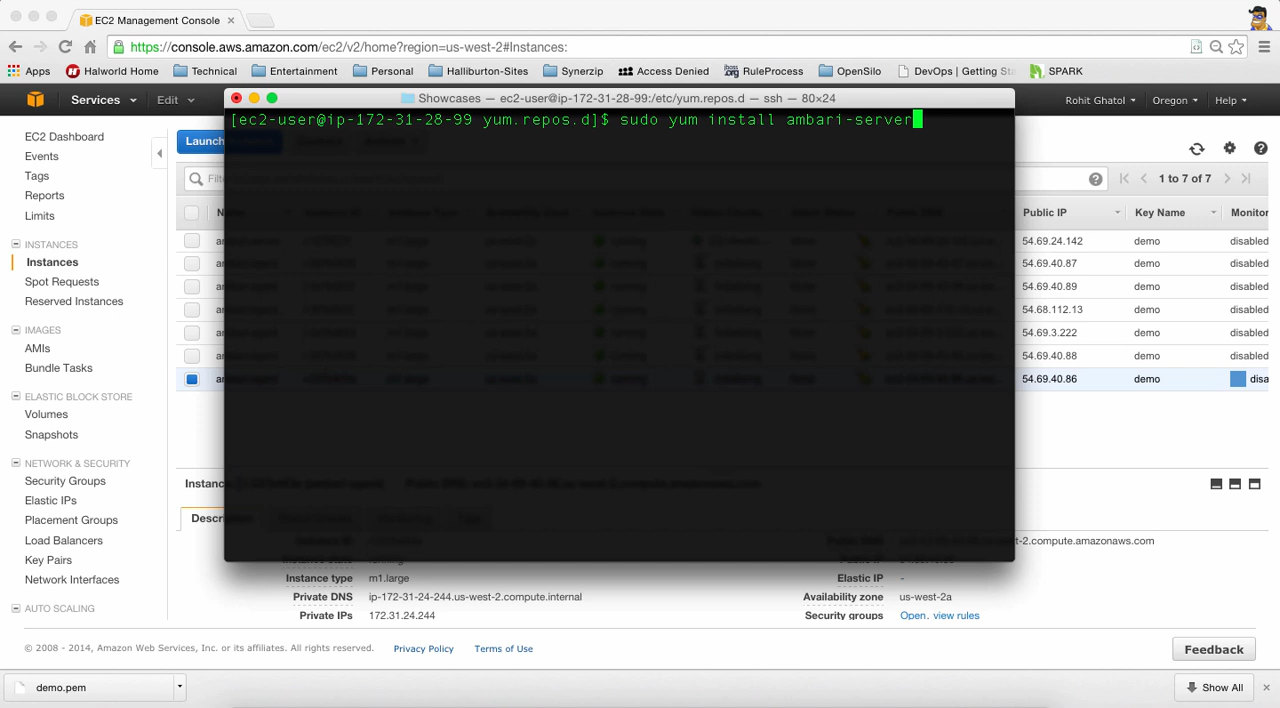 EC2 Management Console
https://console.aws.amazon.com/ec2/v2/home?region=us-west-2#Instances:
Apps Halworld Home Technical Entertainment Personal Halliburton-Sites Synerzip Access Denied RuleProcess OpenSilo DevOps | Getting Sta SPARK
Services Edit Rohit Ghatol Oregon Help
Showcases — ec2-user@ip-172-31-28-99:/etc/yum.repos.d — ssh — 80×24
[ec2-user@ip-172-31-28-99 yum.repos.d]$ sudo yum install ambari-server
EC2 Dashboard
Events
Tags
Reports
Limits
INSTANCES
Instances
Spot Requests
Reserved Instances
IMAGES
AMIs
Bundle Tasks
ELASTIC BLOCK STORE
Volumes
Snapshots
NETWORK & SECURITY
Security Groups
Elastic IPs
Placement Groups
Load Balancers
Key Pairs
Network Interfaces
AUTO SCALING
Launch
1 to 7 of 7
Public IP Key Name Monitor
54.69.24.142 demo disabled
54.69.40.87 demo disabled
54.69.40.89 demo disabled
54.68.112.13 demo disabled
54.69.3.222 demo disabled
54.69.40.88 demo disabled
54.69.40.86 demo disa
Instance type m1.large
Private DNS ip-172-31-24-244.us-west-2.compute.internal
Private IPs 172.31.24.244
-2.compute.amazonaws.com
Elastic IP -
Availability zone us-west-2a
Security groups Open. view rules
© 2008 - 2014, Amazon Web Services, Inc. or its affiliates. All rights reserved. Privacy Policy Terms of Use
Feedback
demo.pem
Show All